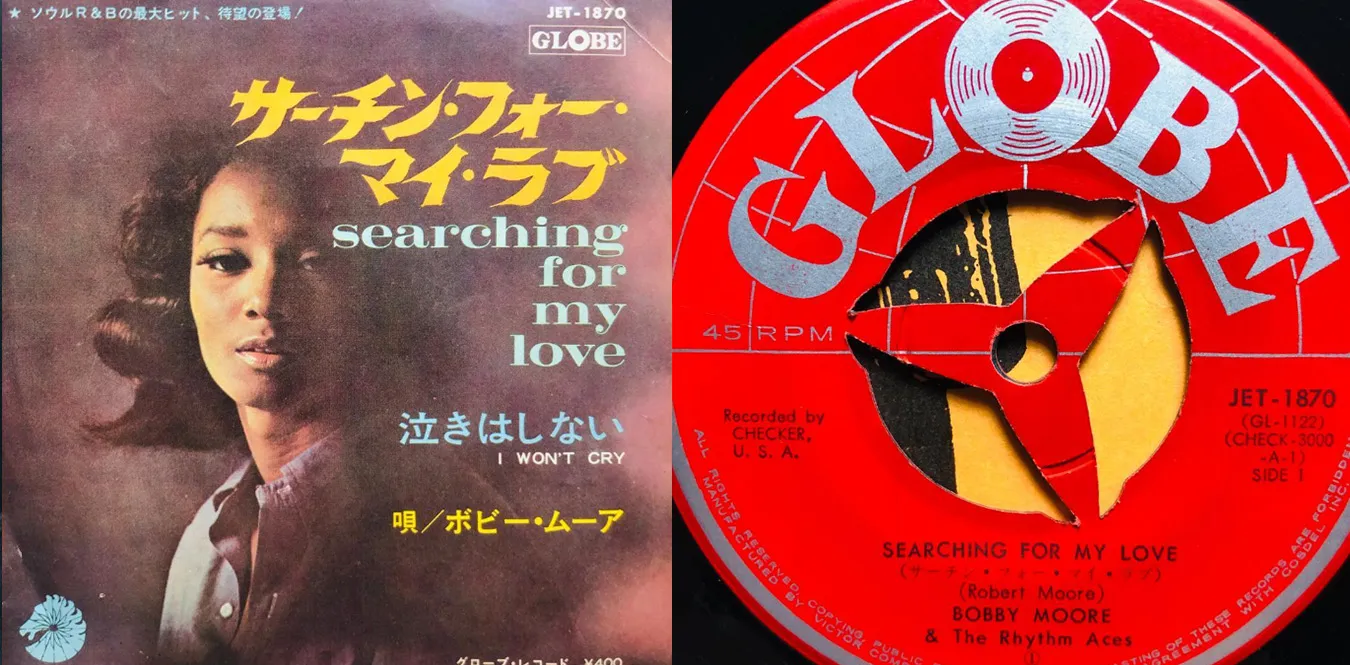 ★ ソウルR&Bの最大ヒット、待望の登場!
JET-1870
GLOBE
サーチン・フォー・
マイ・ラブ
searching
for
my
love
泣きはしない
I WON'T CRY
唄/ボビー・ムーア
グローブ・レコード ¥400
GLOBE
45 RPM
JET-1870
(GL-1122)
(CHECK-3000
-A-1)
SIDE 1
Recorded by
CHECKER,
U. S. A.
SEARCHING FOR MY LOVE
(サーチン・フォー・マイ・ラブ)
(Robert Moore)
BOBBY MOORE
& The Rhythm Aces
ALL RIGHTS RESERVED, COPYING, PUBLIC
TING OF THESE RECORDS ARE FORBIDDEN
MANUFACTURED BY VICTOR COM
REEMENT WITH COSDEL INC.